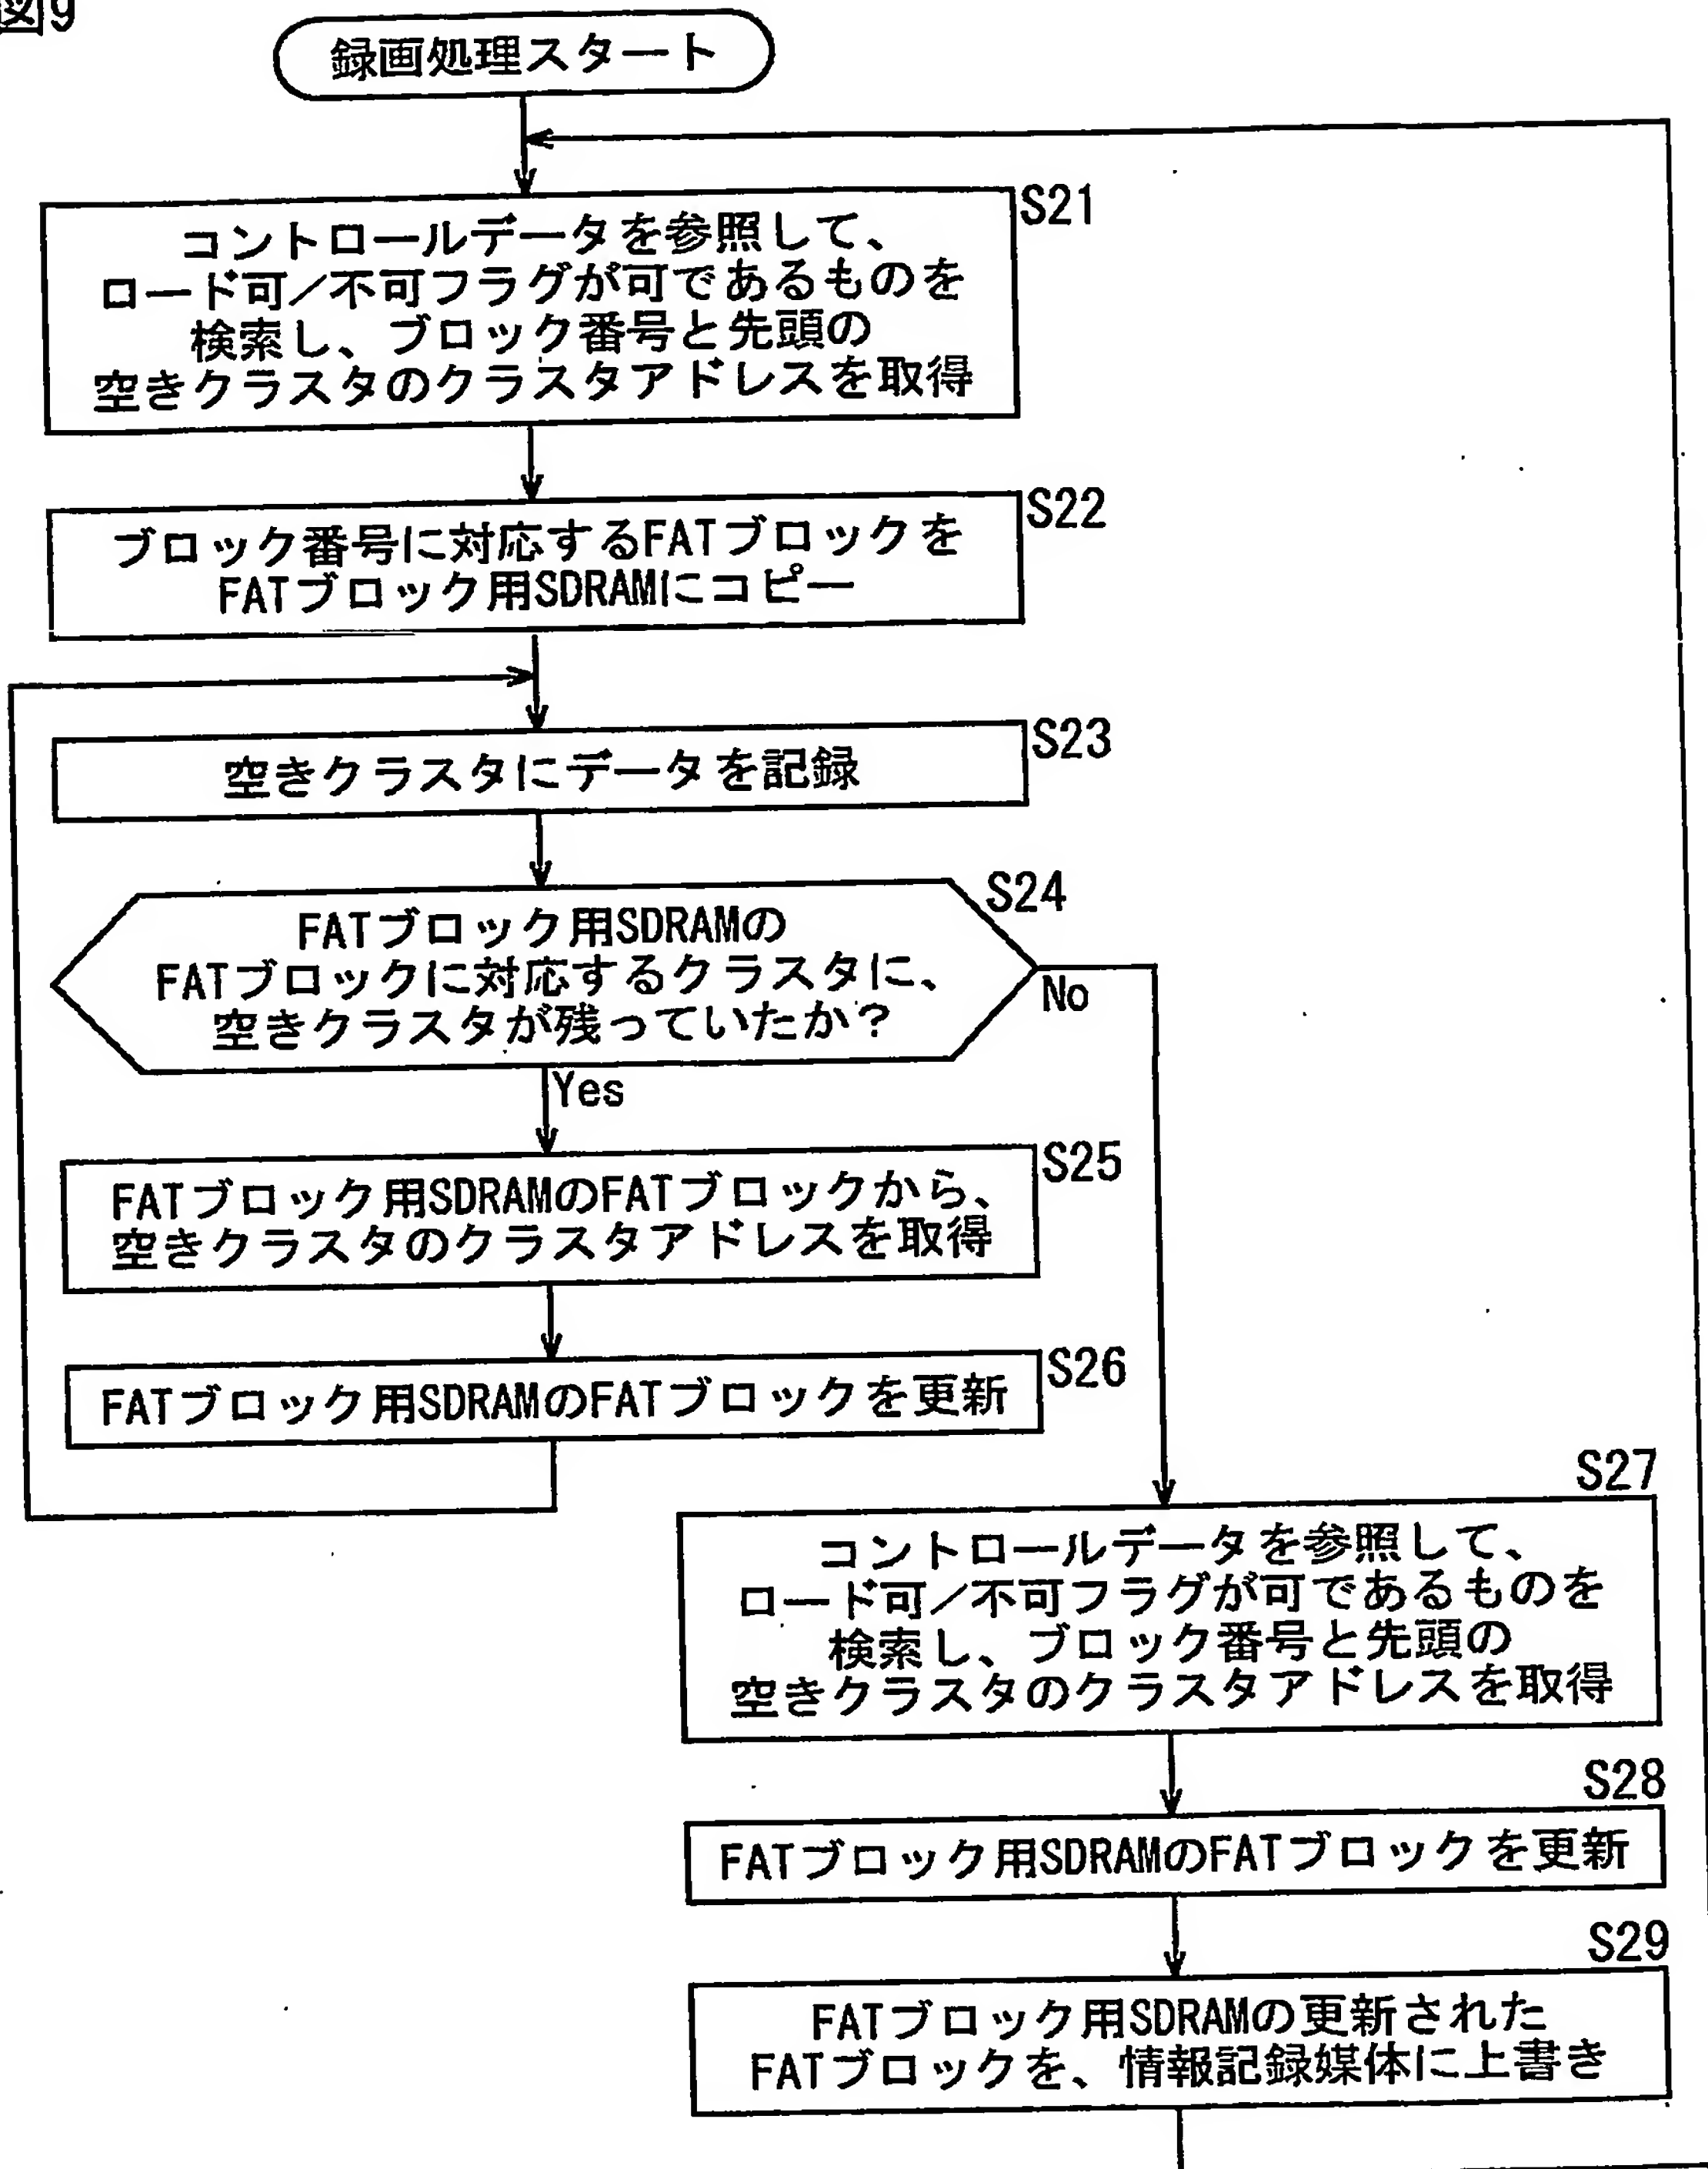 図9
録画処理スタート
S21
コントロールデータを参照して、
ロード可/不可フラグが可であるものを
検索し、ブロック番号と先頭の
空きクラスタのクラスタアドレスを取得
S22
ブロック番号に対応するFATブロックを
FATブロック用SDRAMにコピー
S23
空きクラスタにデータを記録
S24
FATブロック用SDRAMの
FATブロックに対応するクラスタに、
空きクラスタが残っていたか?
No
Yes
S25
FATブロック用SDRAMのFATブロックから、
空きクラスタのクラスタアドレスを取得
S26
FATブロック用SDRAMのFATブロックを更新
S27
コントロールデータを参照して、
ロード可/不可フラグが可であるものを
検索し、ブロック番号と先頭の
空きクラスタのクラスタアドレスを取得
S28
FATブロック用SDRAMのFATブロックを更新
S29
FATブロック用SDRAMの更新された
FATブロックを、情報記録媒体に上書き